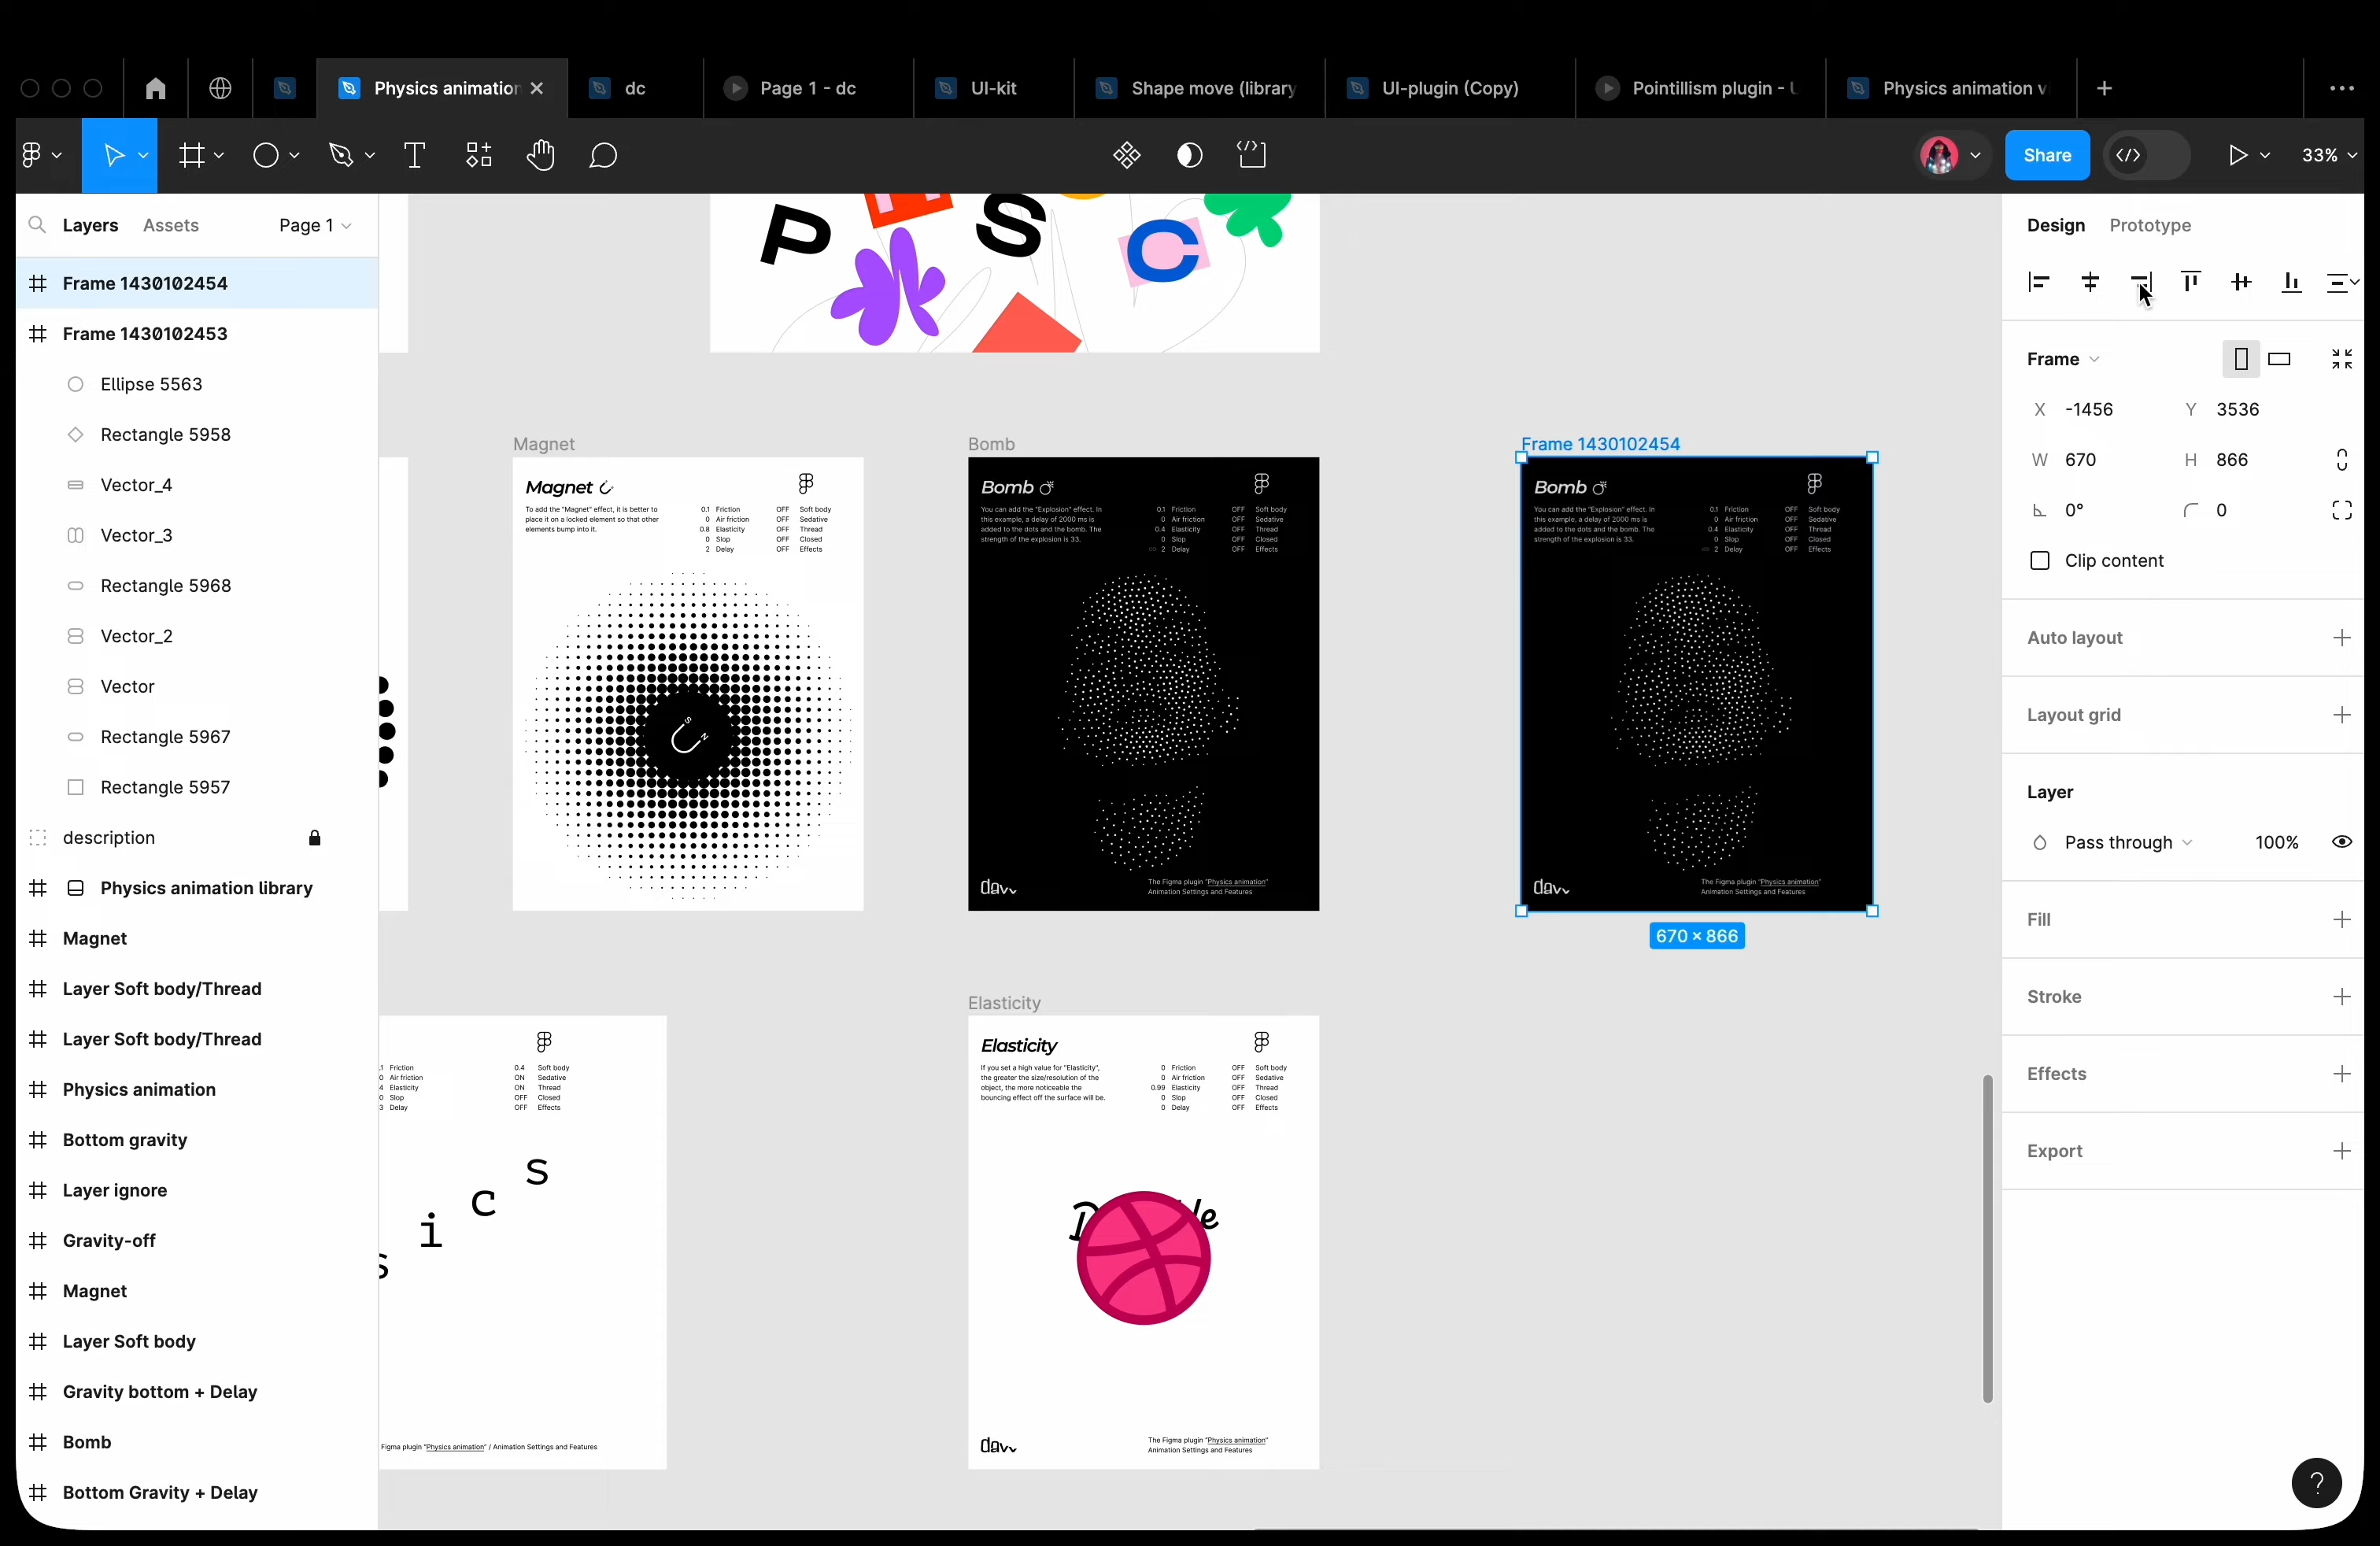 Physics animation
dc
Page 1 - dc
UI-kit
Shape move (library
UI-plugin (Copy)
Pointillism plugin - U
Physics animation v
Share
33%
Layers Assets Page 1
Frame 1430102454
Frame 1430102453
Ellipse 5563
Rectangle 5958
Vector_4
Vector_3
Rectangle 5968
Vector_2
Vector
Rectangle 5967
Rectangle 5957
description
Physics animation library
Magnet
Layer Soft body/Thread
Layer Soft body/Thread
Physics animation
Bottom gravity
Layer ignore
Gravity-off
Magnet
Layer Soft body
Gravity bottom + Delay
Bomb
Bottom Gravity + Delay
P S C
Magnet
Magnet
To add the "Magnet" effect, it is better to
place it on a locked element so that other
elements bump into it.
0.1 Friction OFF Soft body
0 Air friction OFF Sedative
0.8 Elasticity OFF Thread
0 Slop OFF Closed
2 Delay OFF Effects
S
N
Bomb
Bomb
You can add the "Explosion" effect. In
this example, a delay of 2000 ms is
added to the dots and the bomb. The
strength of the explosion is 33.
0.1 Friction OFF Soft body
0 Air friction OFF Sedative
0.4 Elasticity OFF Thread
0 Slop OFF Closed
2 Delay OFF Effects
davv
The Figma plugin "Physics animation"
Animation Settings and Features
Frame 1430102454
Bomb
You can add the "Explosion" effect. In
this example, a delay of 2000 ms is
added to the dots and the bomb. The
strength of the explosion is 33.
0.1 Friction OFF Soft body
0 Air friction OFF Sedative
0.4 Elasticity OFF Thread
0 Slop OFF Closed
2 Delay OFF Effects
davv
The Figma plugin "Physics animation"
Animation Settings and Features
670 × 866
.1 Friction 0.4 Soft body
0 Air friction ON Sedative
4 Elasticity ON Thread
0 Slop OFF Closed
3 Delay OFF Effects
s i c s
Figma plugin "Physics animation" / Animation Settings and Features
Elasticity
Elasticity
If you set a high value for "Elasticity",
the greater the size/resolution of the
object, the more noticeable the
bouncing effect off the surface will be.
0 Friction OFF Soft body
0 Air friction OFF Sedative
0.99 Elasticity OFF Thread
0 Slop OFF Closed
0 Delay OFF Effects
davv
The Figma plugin "Physics animation"
Animation Settings and Features
Design Prototype
Frame
X -1456 Y 3536
W 670 H 866
0° 0
Clip content
Auto layout
Layout grid
Layer
Pass through 100%
Fill
Stroke
Effects
Export
?